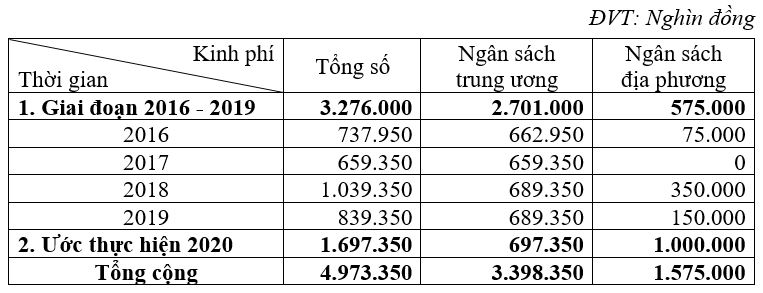 ĐVT: Nghìn đồng
Kinh phí
Thời gian
Tổng số
Ngân sách
trung ương
Ngân sách
địa phương
1. Giai đoạn 2016 - 2019 3.276.000 2.701.000 575.000
2016 737.950 662.950 75.000
2017 659.350 659.350 0
2018 1.039.350 689.350 350.000
2019 839.350 689.350 150.000
2. Ước thực hiện 2020 1.697.350 697.350 1.000.000
Tổng cộng 4.973.350 3.398.350 1.575.000